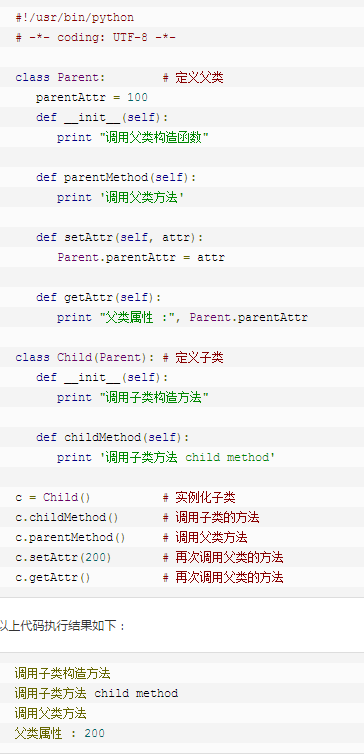 #!/usr/bin/python
# -*- coding: UTF-8 -*-
class Parent:        # 定义父类
   parentAttr = 100
   def __init__(self):
      print "调用父类构造函数"
   def parentMethod(self):
      print '调用父类方法'
   def setAttr(self, attr):
      Parent.parentAttr = attr
   def getAttr(self):
      print "父类属性 :", Parent.parentAttr
class Child(Parent): # 定义子类
   def __init__(self):
      print "调用子类构造方法"
   def childMethod(self):
      print '调用子类方法 child method'
c = Child()          # 实例化子类
c.childMethod()      # 调用子类的方法
c.parentMethod()     # 调用父类方法
c.setAttr(200)       # 再次调用父类的方法
c.getAttr()          # 再次调用父类的方法
以上代码执行结果如下：
调用子类构造方法
调用子类方法 child method
调用父类方法
父类属性 : 200